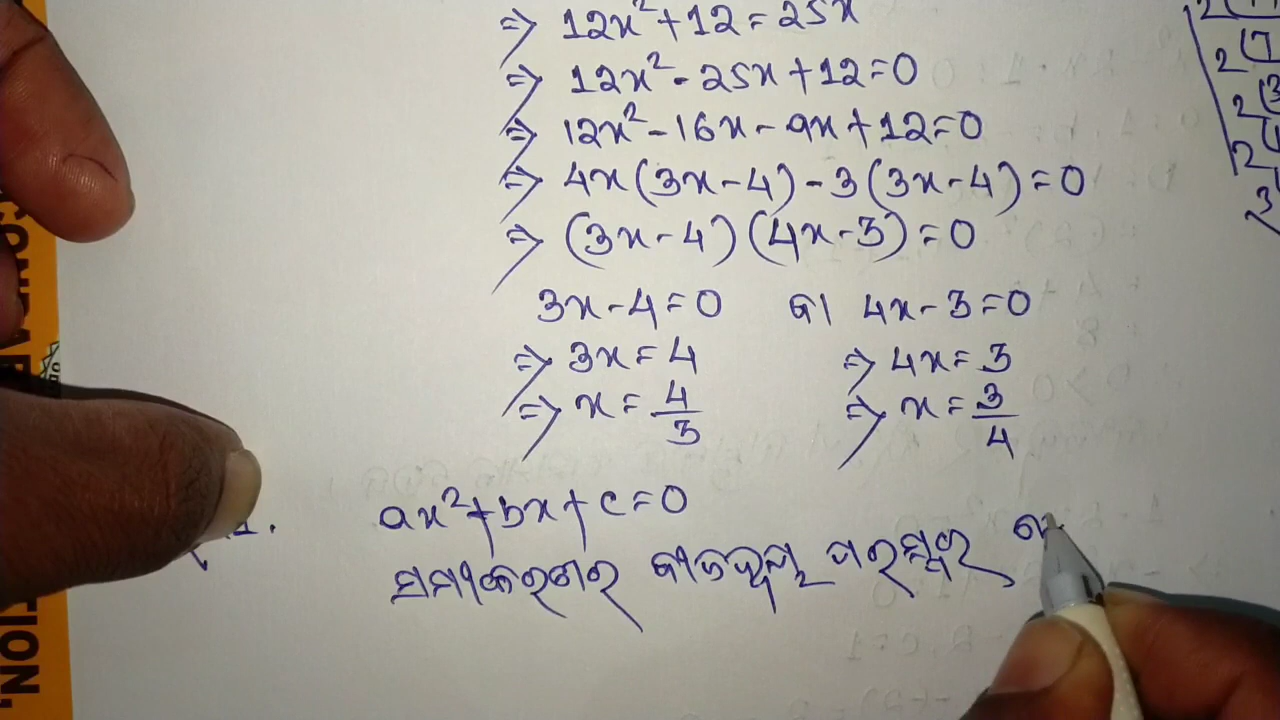 ⇒ 12x²+12=25x
⇒ 12x²-25x+12=0
⇒ 12x²-16x-9x+12=0
⇒ 4x(3x-4)-3(3x-4)=0
⇒ (3x-4)(4x-3)=0
3x-4=0 ବା 4x-3=0
⇒ 3x=4 ⇒ 4x=3
⇒ x=4/3 ⇒ x=3/4
1. ax²+bx+c=0
ସମୀକରଣର ବୀଜଦ୍ୱୟ ପରସ୍ପର